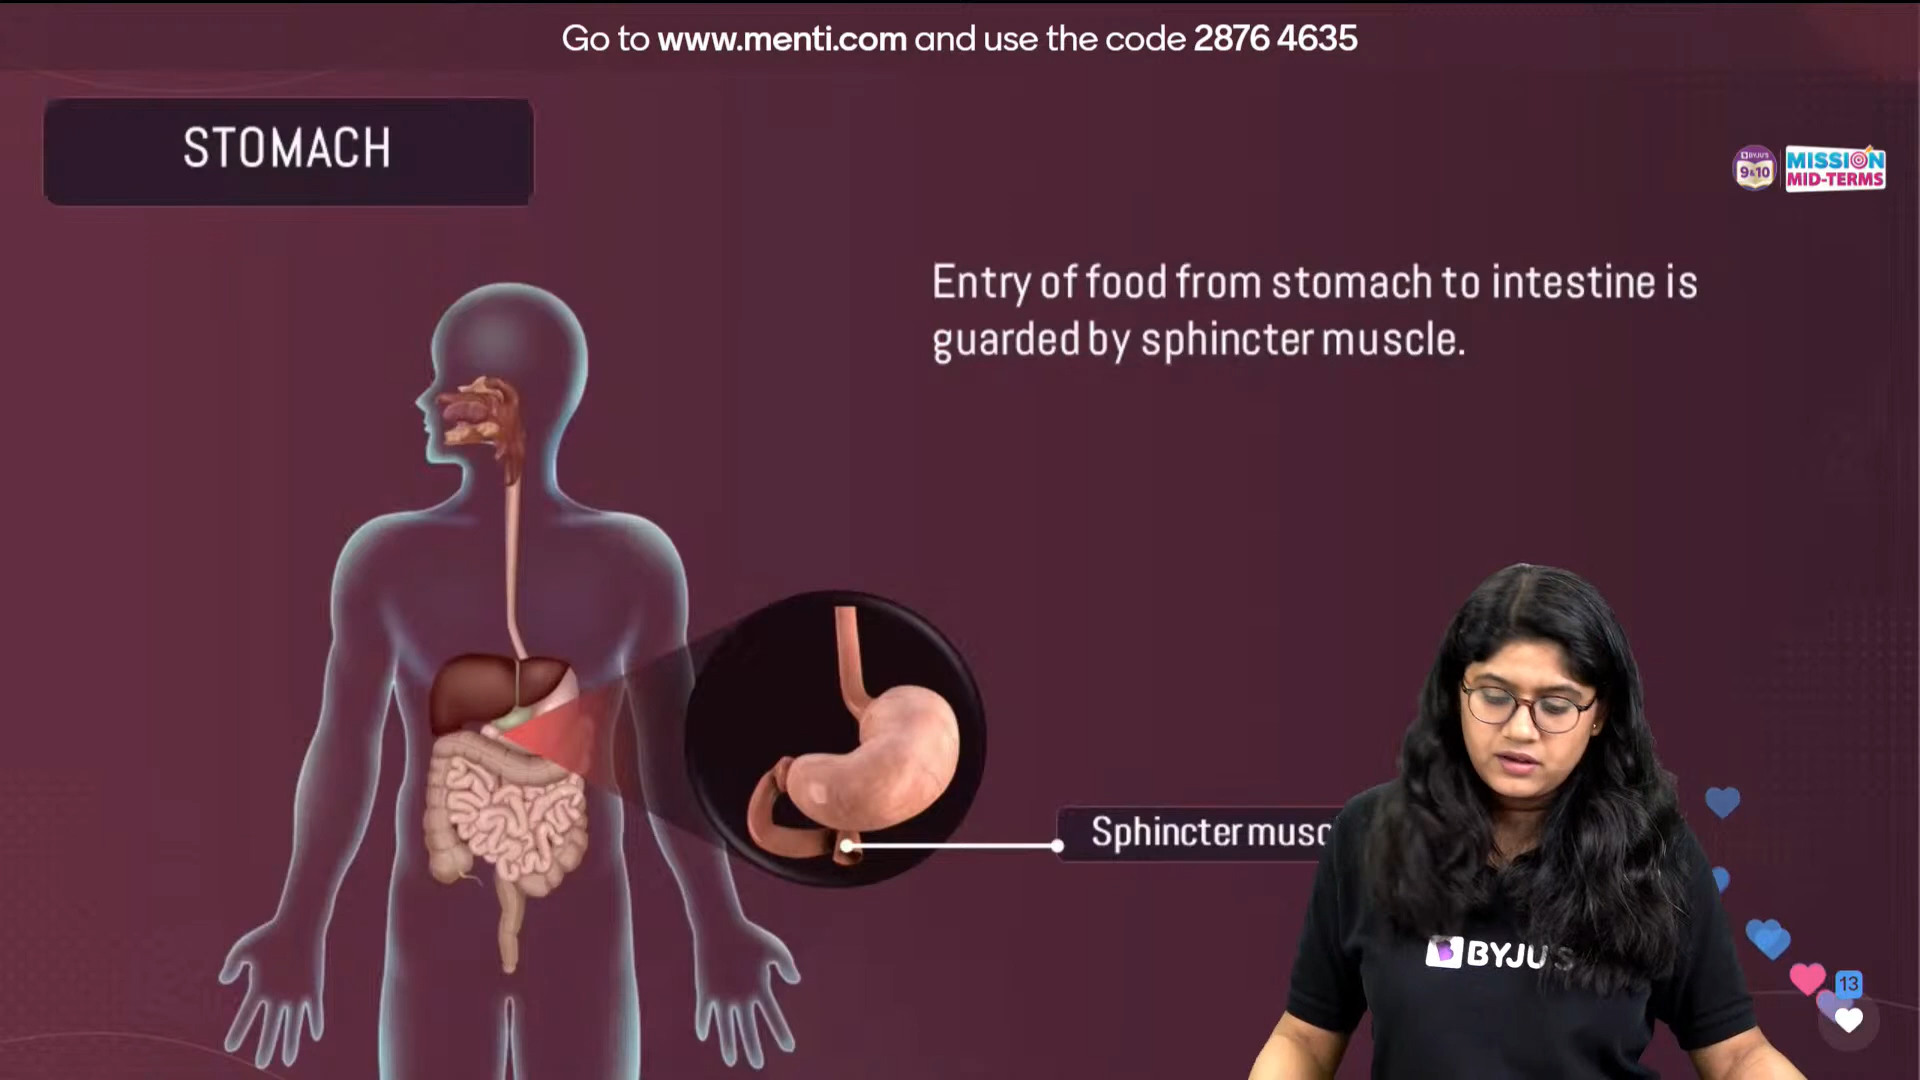 Go to www.menti.com and use the code 2876 4635
STOMACH
BYJU'S
9&10
MISSION
MID-TERMS
Entry of food from stomach to intestine is
guarded by sphincter muscle.
Sphincter musc
BYJU'S
13